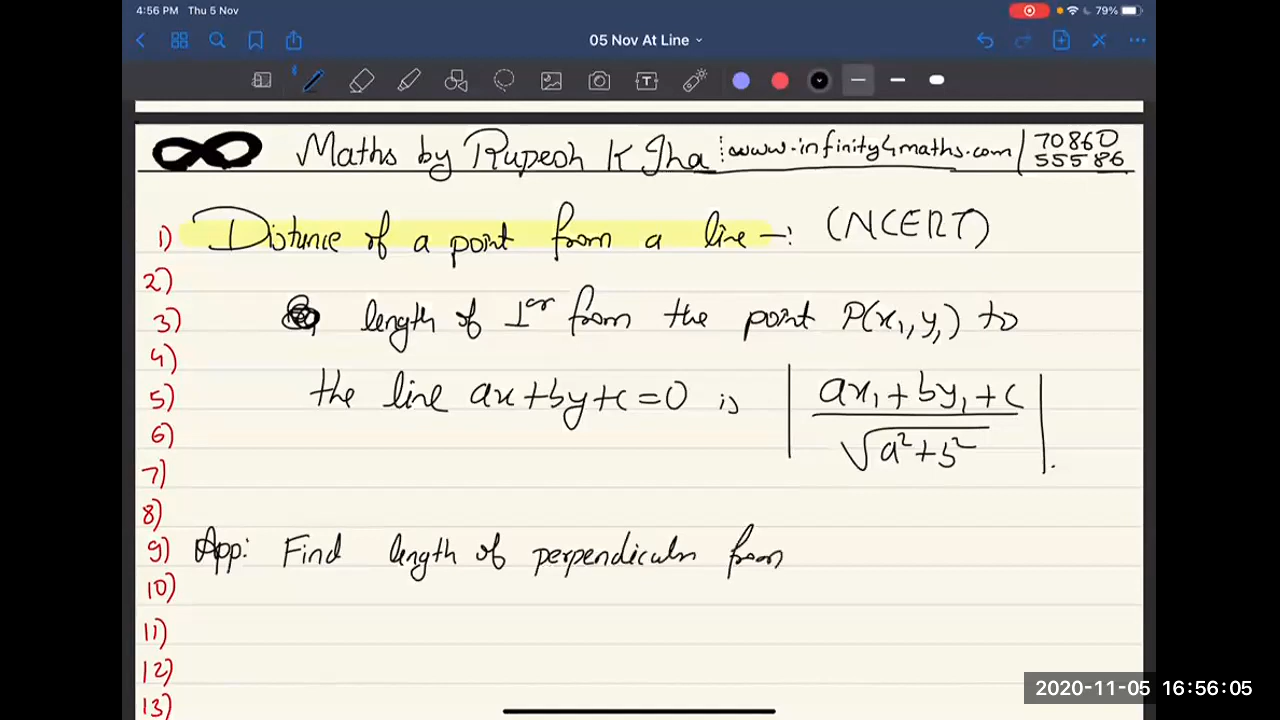 4:56 PM Thu 5 Nov
79%
05 Nov At Line
Maths by Rupesh K Jha www.infinity4maths.com 70860
55586
1) Distance of a point from a line -: (NCERT)
2)
3) length of ⊥er from the point P(x₁, y₁) to
4)
5) the line ax+by+c=0 is | ax₁+by₁+c / √a²+b² |.
6)
7)
8)
9) App: Find length of perpendicular from
10)
11)
12)
13)
2020-11-05 16:56:05